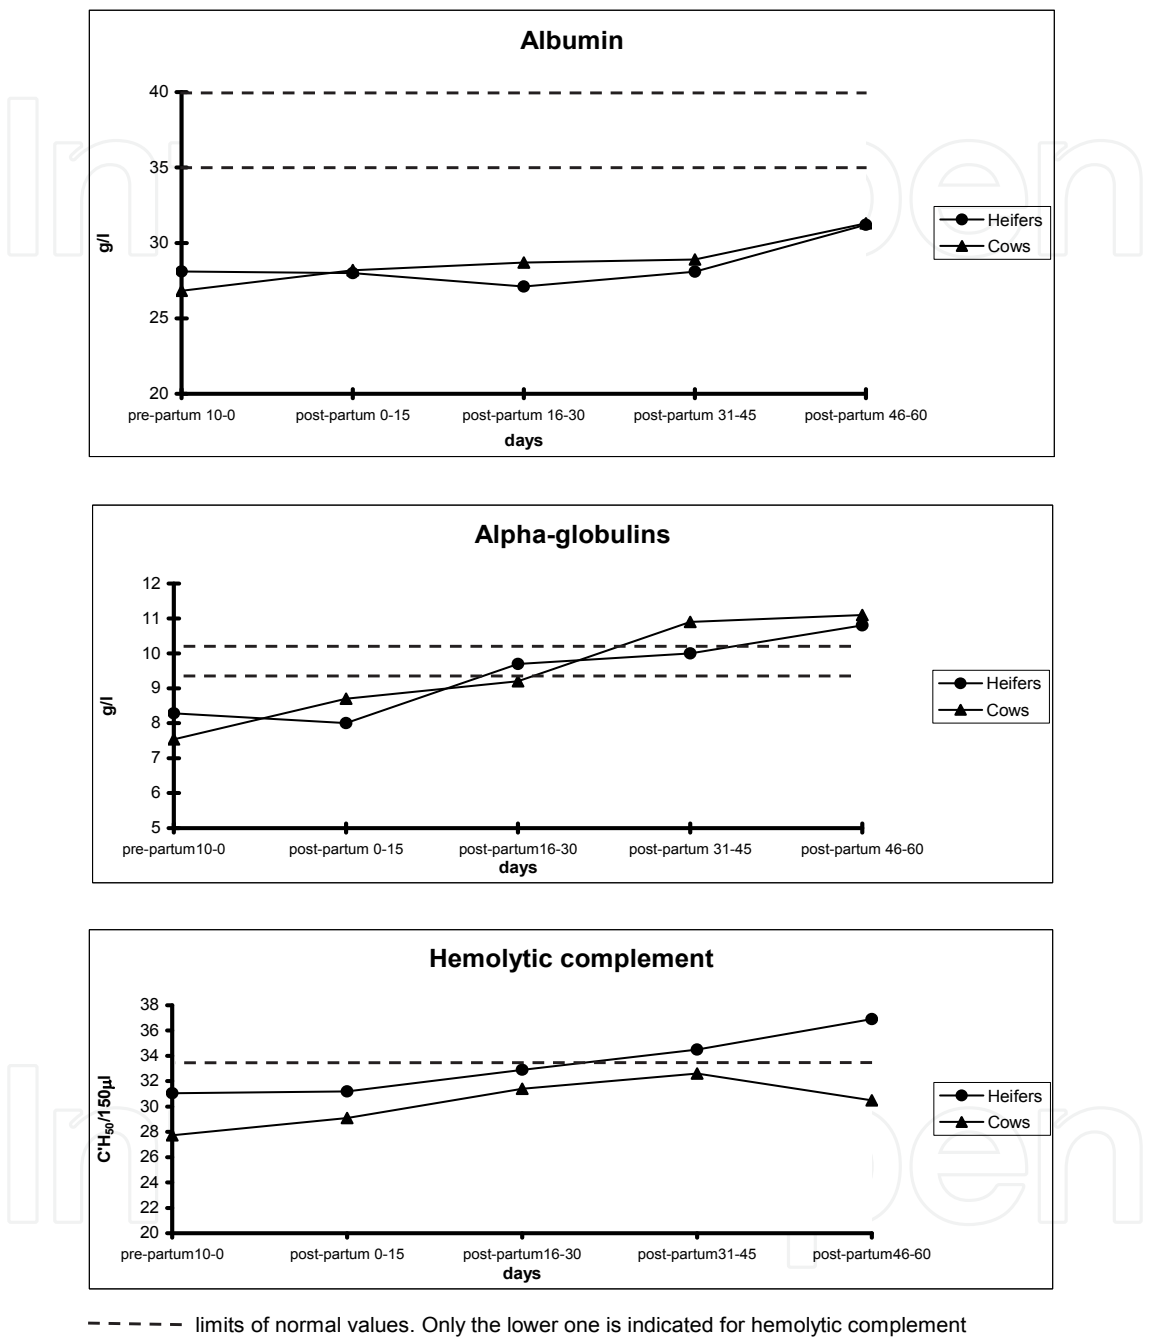 Albumin
40
35
30
25
20
g/l
pre-partum 10-0 post-partum 0-15 post-partum 16-30 post-partum 31-45 post-partum 46-60
days
Heifers
Cows
Alpha-globulins
12
11
10
9
8
7
6
5
g/l
pre-partum10-0 post-partum 0-15 post-partum16-30 post-partum 31-45 post-partum 46-60
days
Heifers
Cows
Hemolytic complement
38
36
34
32
30
28
26
24
22
20
C'H50/150µl
pre-partum10-0 post-partum 0-15 post-partum16-30 post-partum31-45 post-partum46-60
days
Heifers
Cows
limits of normal values. Only the lower one is indicated for hemolytic complement